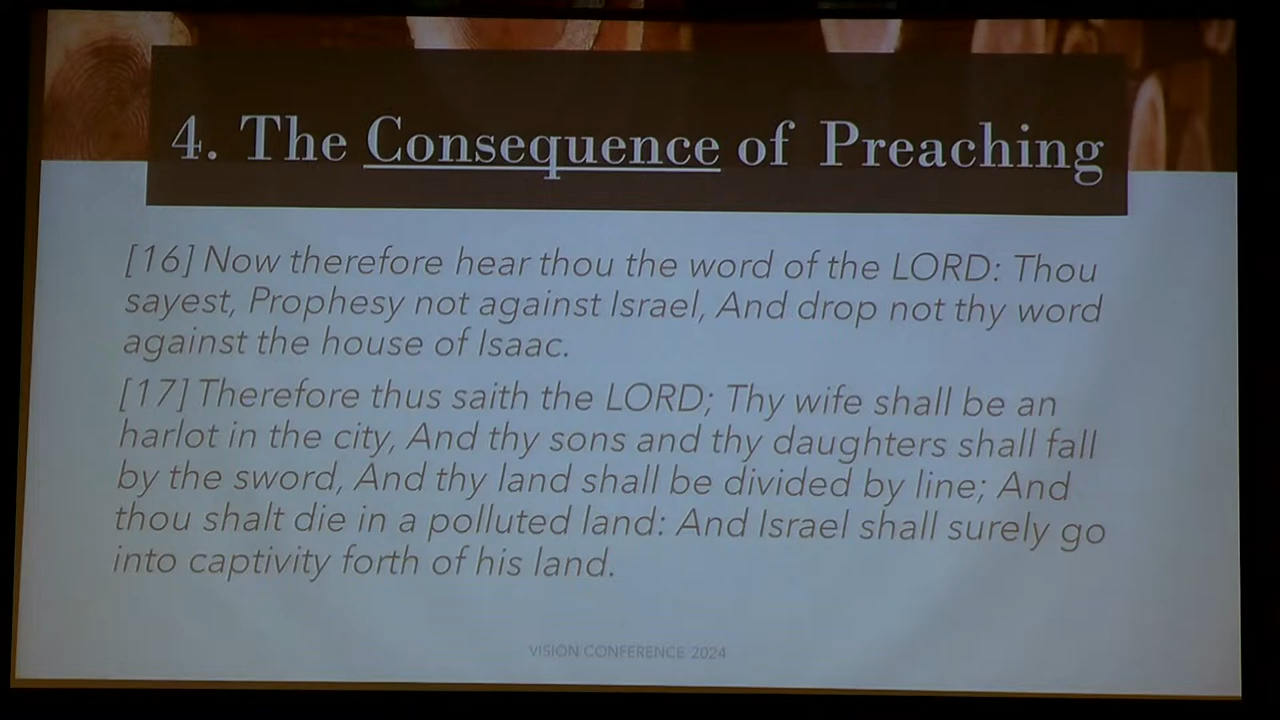 4. The Consequence of Preaching
[16] Now therefore hear thou the word of the LORD: Thou
sayest, Prophesy not against Israel, And drop not thy word
against the house of Isaac.
[17] Therefore thus saith the LORD; Thy wife shall be an
harlot in the city, And thy sons and thy daughters shall fall
by the sword, And thy land shall be divided by line; And
thou shalt die in a polluted land: And Israel shall surely go
into captivity forth of his land.
VISION CONFERENCE 2024